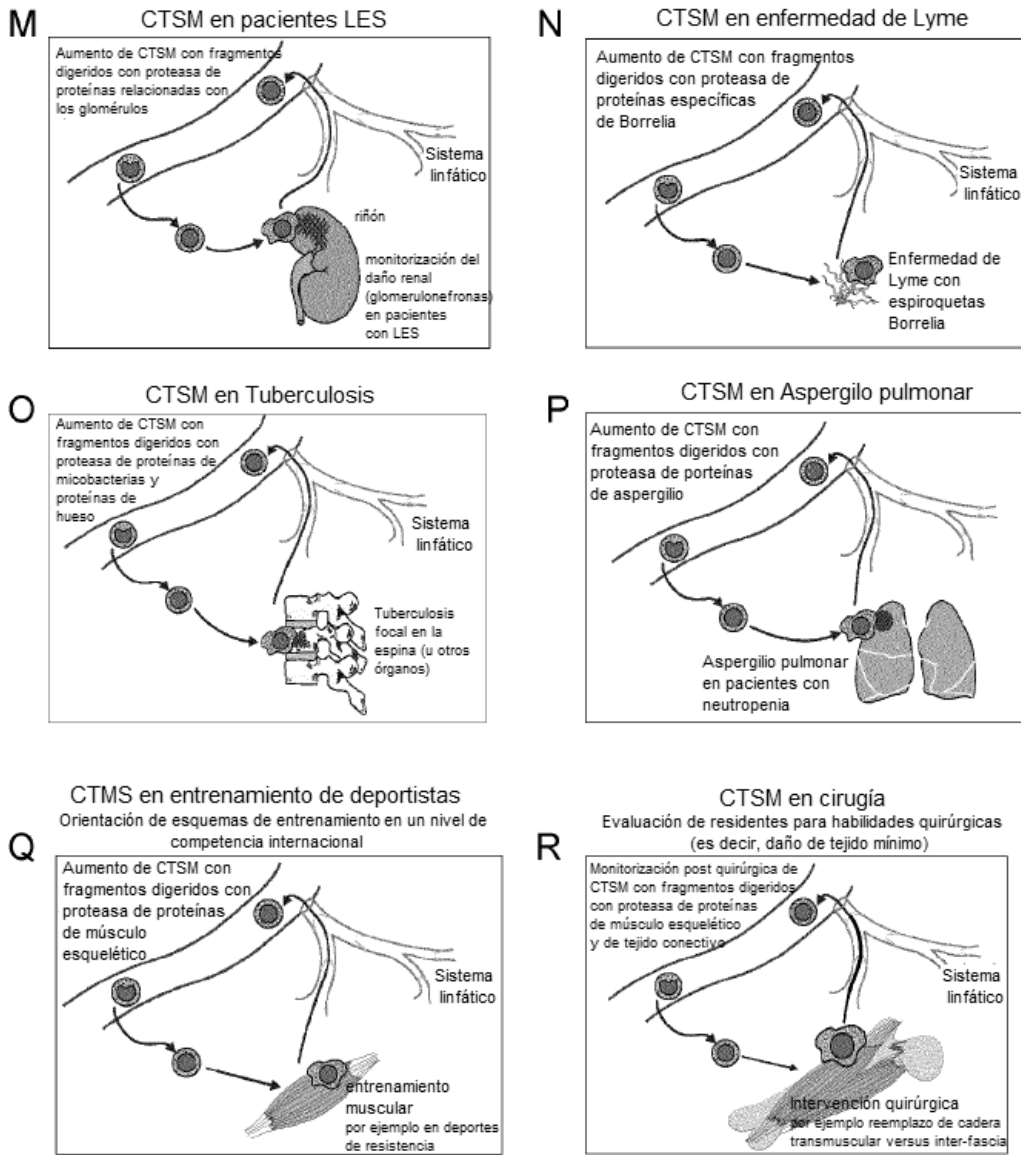 M
CTSM en pacientes LES
Aumento de CTSM con fragmentos
digeridos con proteasa de
proteínas relacionadas con
los glomérulos
Sistema
linfático
riñón
monitorización del
daño renal
(glomerulonefronas)
en pacientes
con LES
N
CTSM en enfermedad de Lyme
Aumento de CTSM con fragmentos
digeridos con proteasa de
proteínas específicas
de Borrelia
Sistema
linfático
Enfermedad de
Lyme con
espiroquetas
Borrelia
O
CTSM en Tuberculosis
Aumento de CTSM con
fragmentos digeridos con
proteasa de proteínas de
micobacterias y
proteínas de
hueso
Sistema
linfático
Tuberculosis
focal en la
espina (u otros
órganos)
P
CTSM en Aspergilo pulmonar
Aumento de CTSM con
fragmentos digeridos con
proteasa de porteínas
de aspergilio
Sistema
linfático
Aspergilio pulmonar
en pacientes con
neutropenia
Q
CTMS en entrenamiento de deportistas
Orientación de esquemas de entrenamiento en un nivel de
competencia internacional
Aumento de CTSM con
fragmentos digeridos con
proteasa de proteínas
de músculo
esquelético
Sistema
linfático
entrenamiento
muscular
por ejemplo en deportes
de resistencia
R
CTSM en cirugía
Evaluación de residentes para habilidades quirúrgicas
(es decir, daño de tejido mínimo)
Monitorización post quirúrgica de
CTSM con fragmentos digeridos
con proteasa de proteínas
de músculo esquelético
y de tejido conectivo
Sistema
linfático
Intervención quirúrgica
por ejemplo reemplazo de cadera
transmuscular versus inter-fascia